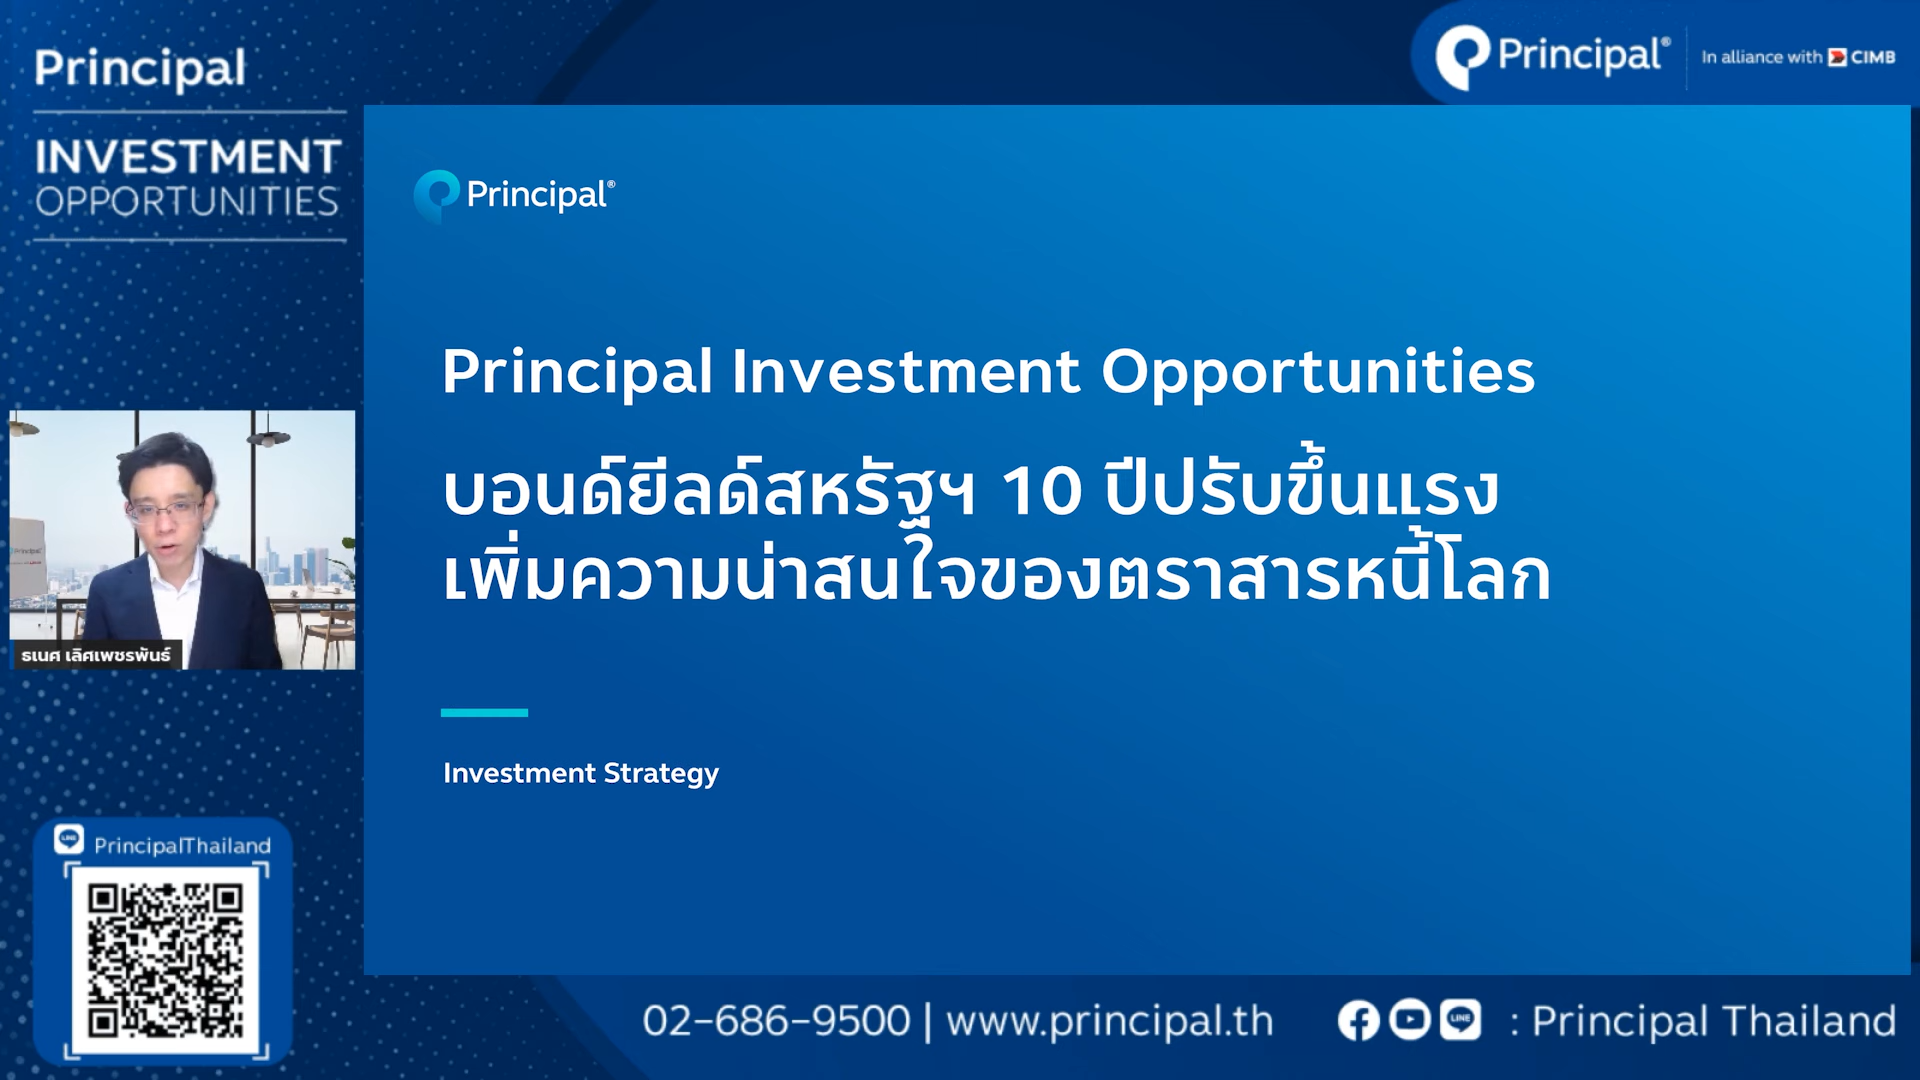 Principal
INVESTMENT
OPPORTUNITIES
Principal® In alliance with CIMB
Principal®
Principal Investment Opportunities
บอนด์ยีลด์สหรัฐฯ 10 ปีปรับขึ้นแรง
เพิ่มความน่าสนใจของตราสารหนี้โลก
Investment Strategy
Principal
ธเนศ เลิศเพชรพันธ์
LINE PrincipalThailand
02-686-9500 | www.principal.th
LINE : Principal Thailand